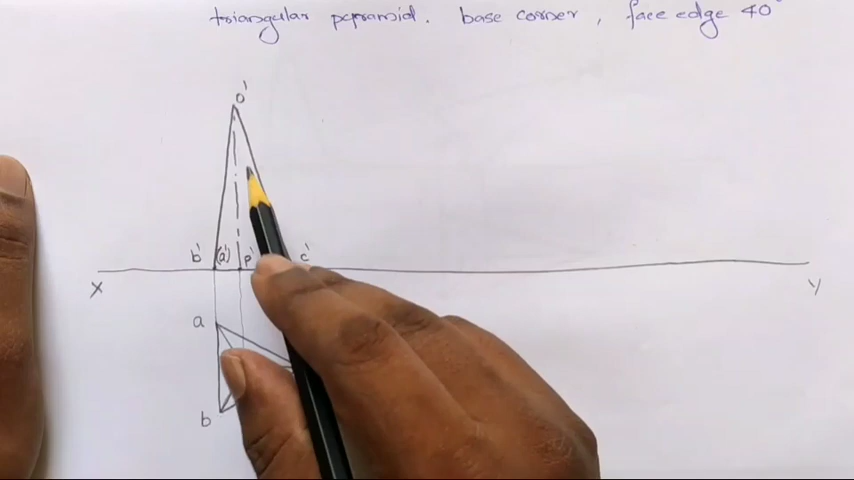 triangular pyramid. base corner, face edge 40°
o'
b' (a') p' c'
X Y
a
b